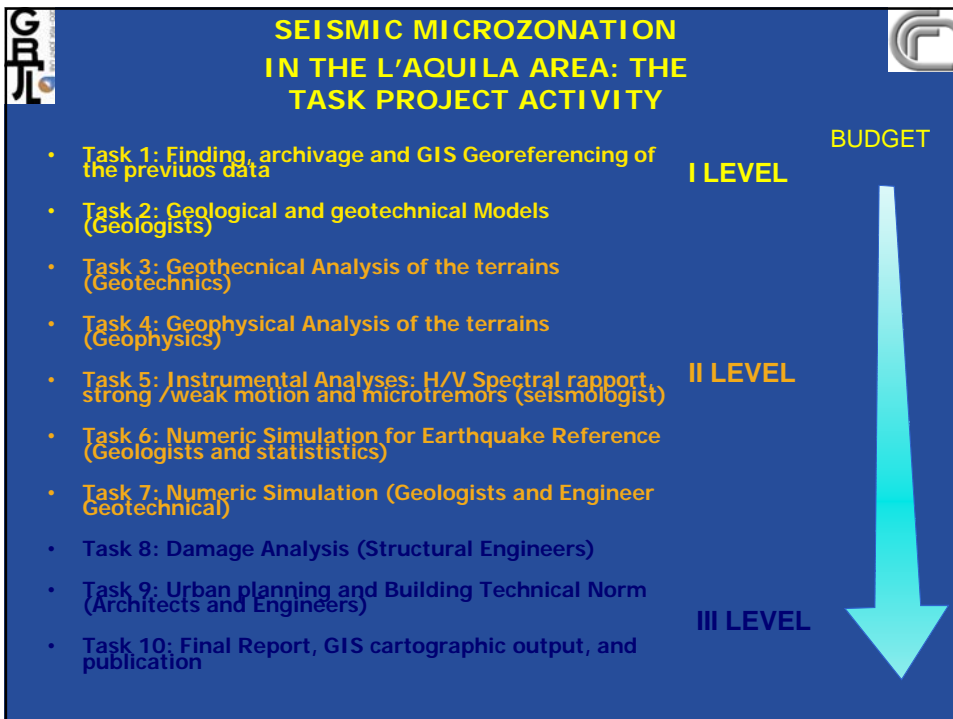 SEISMIC MICROZONATION
IN THE L'AQUILA AREA: THE
TASK PROJECT ACTIVITY
BUDGET
• Task 1: Finding, archivage and GIS Georeferencing of
the previuos data
I LEVEL
• Task 2: Geological and geotechnical Models
(Geologists)
• Task 3: Geothecnical Analysis of the terrains
(Geotechnics)
• Task 4: Geophysical Analysis of the terrains
(Geophysics)
• Task 5: Instrumental Analyses: H/V Spectral rapport,
strong /weak motion and microtremors (seismologist)
II LEVEL
• Task 6: Numeric Simulation for Earthquake Reference
(Geologists and statististics)
• Task 7: Numeric Simulation (Geologists and Engineer
Geotechnical)
• Task 8: Damage Analysis (Structural Engineers)
• Task 9: Urban planning and Building Technical Norm
(Architects and Engineers)
III LEVEL
• Task 10: Final Report, GIS cartographic output, and
publication